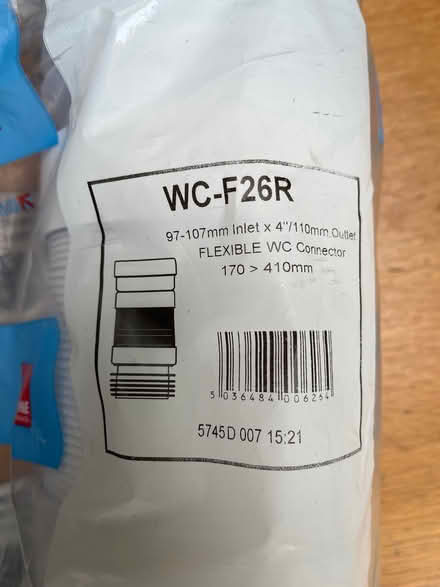 WC-F26R
97-107mm Inlet x 4"/110mm Outlet
FLEXIBLE WC Connector
170 > 410mm
5 036484 006264
5745D 007 15:21